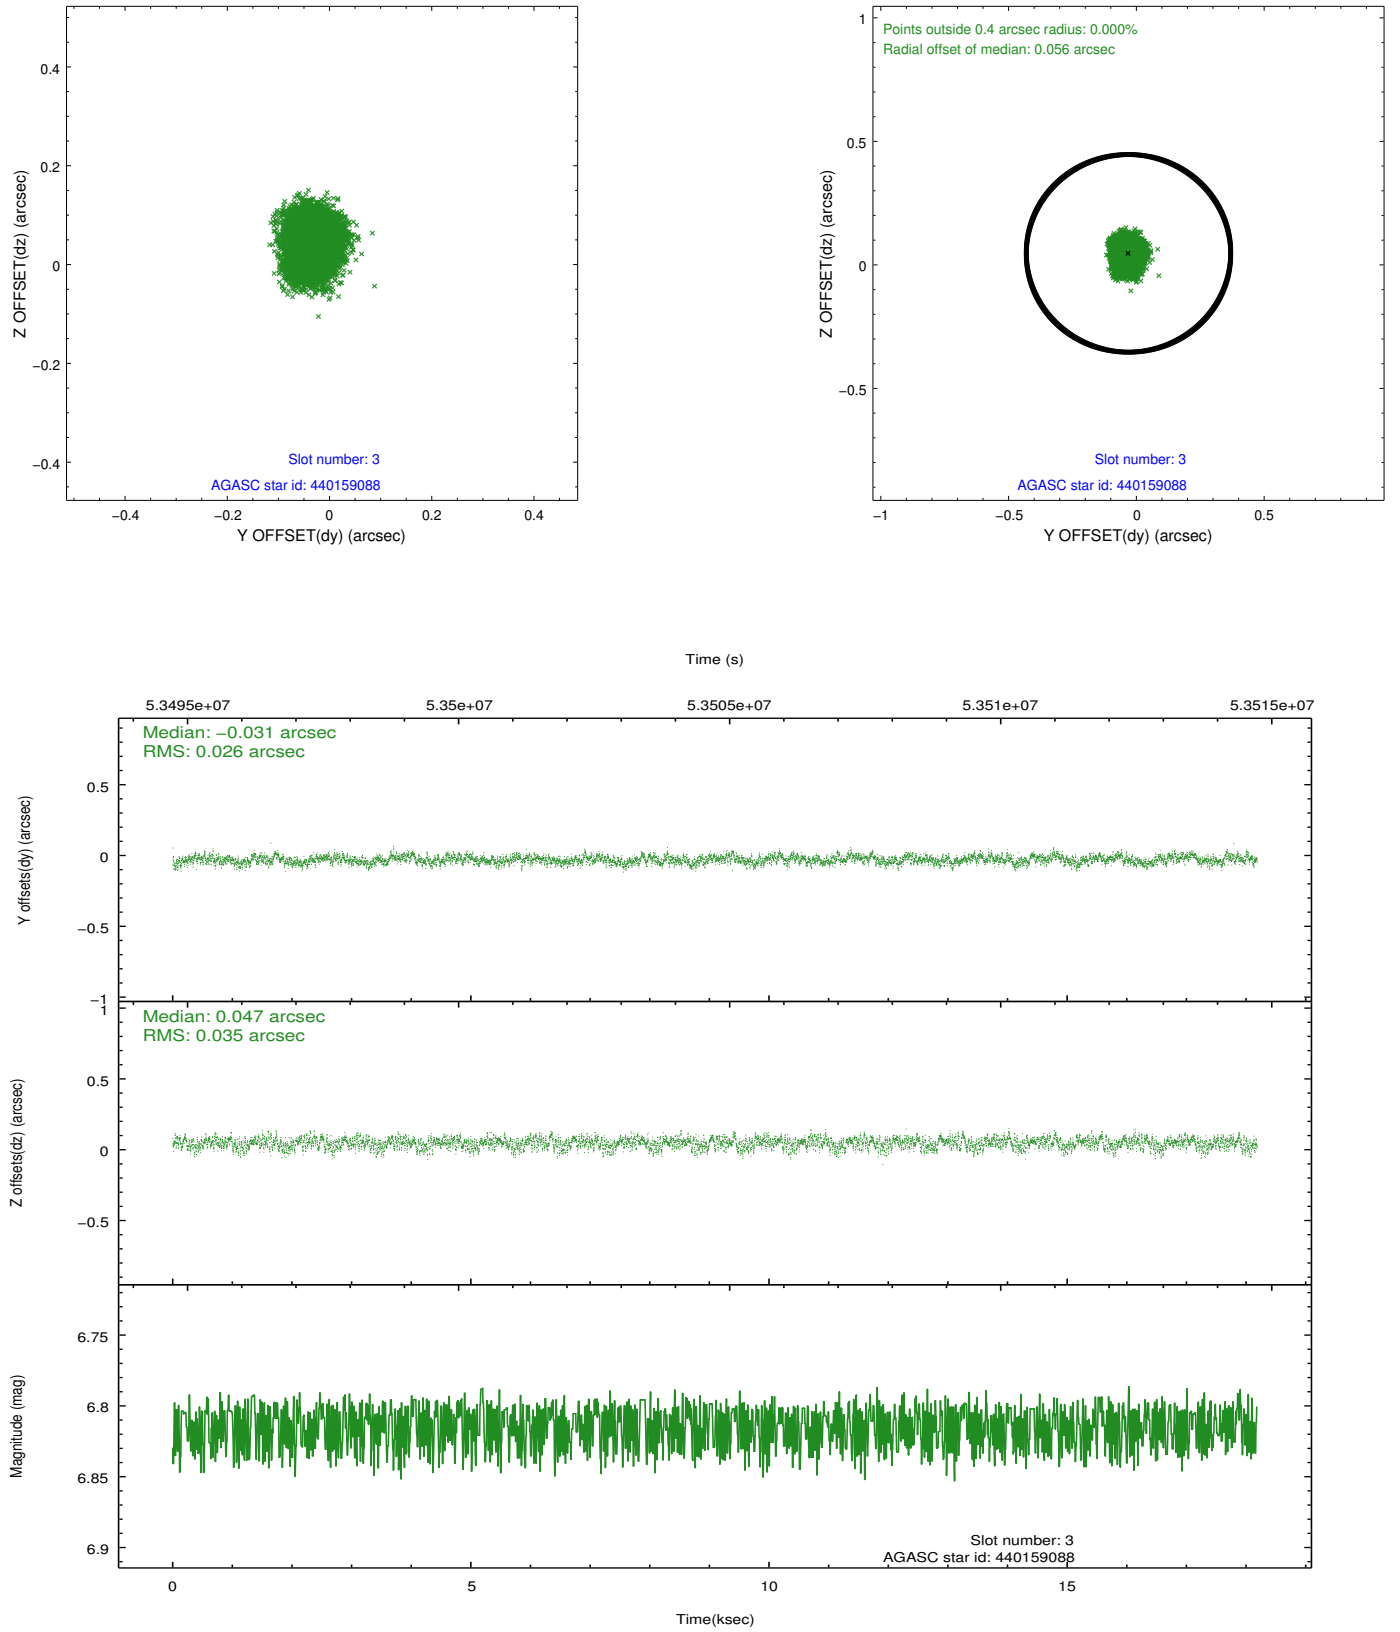 0.4
0.2
0
−0.2
−0.4
Z OFFSET(dz) (arcsec)
Slot number: 3
AGASC star id: 440159088
−0.4 −0.2 0 0.2 0.4
Y OFFSET(dy) (arcsec)
Points outside 0.4 arcsec radius: 0.000%
Radial offset of median: 0.056 arcsec
1
0.5
0
−0.5
Z OFFSET(dz) (arcsec)
Slot number: 3
AGASC star id: 440159088
−1 −0.5 0 0.5
Y OFFSET(dy) (arcsec)
Time (s)
5.3495e+07 5.35e+07 5.3505e+07 5.351e+07 5.3515e+07
Median: −0.031 arcsec
RMS: 0.026 arcsec
0.5
0
−0.5
−1
Y offsets(dy) (arcsec)
1
Median: 0.047 arcsec
RMS: 0.035 arcsec
0.5
0
−0.5
Z offsets(dz) (arcsec)
6.75
6.8
6.85
6.9
Magnitude (mag)
Slot number: 3
AGASC star id: 440159088
0 5 10 15
Time(ksec)